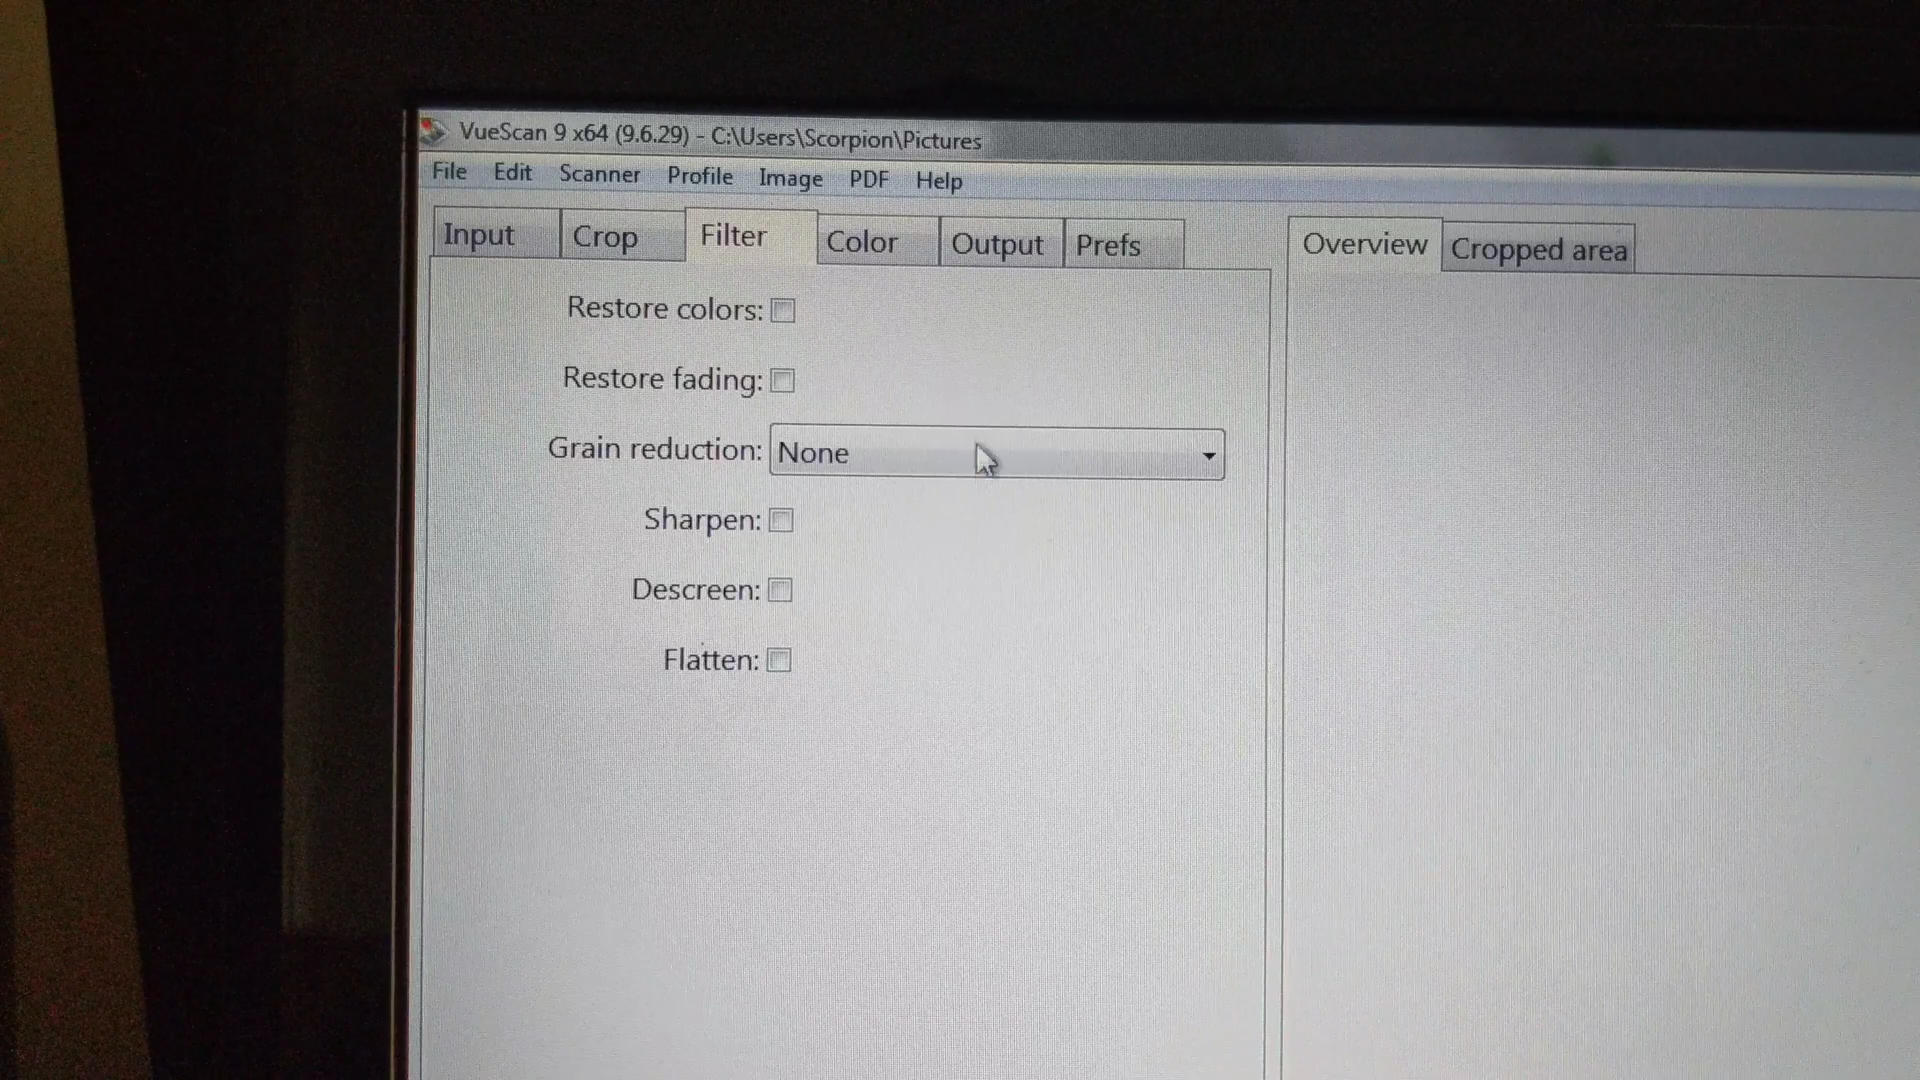 VueScan 9 x64 (9.6.29) - C:\Users\Scorpion\Pictures
File Edit Scanner Profile Image PDF Help
Input Crop Filter Color Output Prefs Overview Cropped area
Restore colors:
Restore fading:
Grain reduction: None
Sharpen:
Descreen:
Flatten: